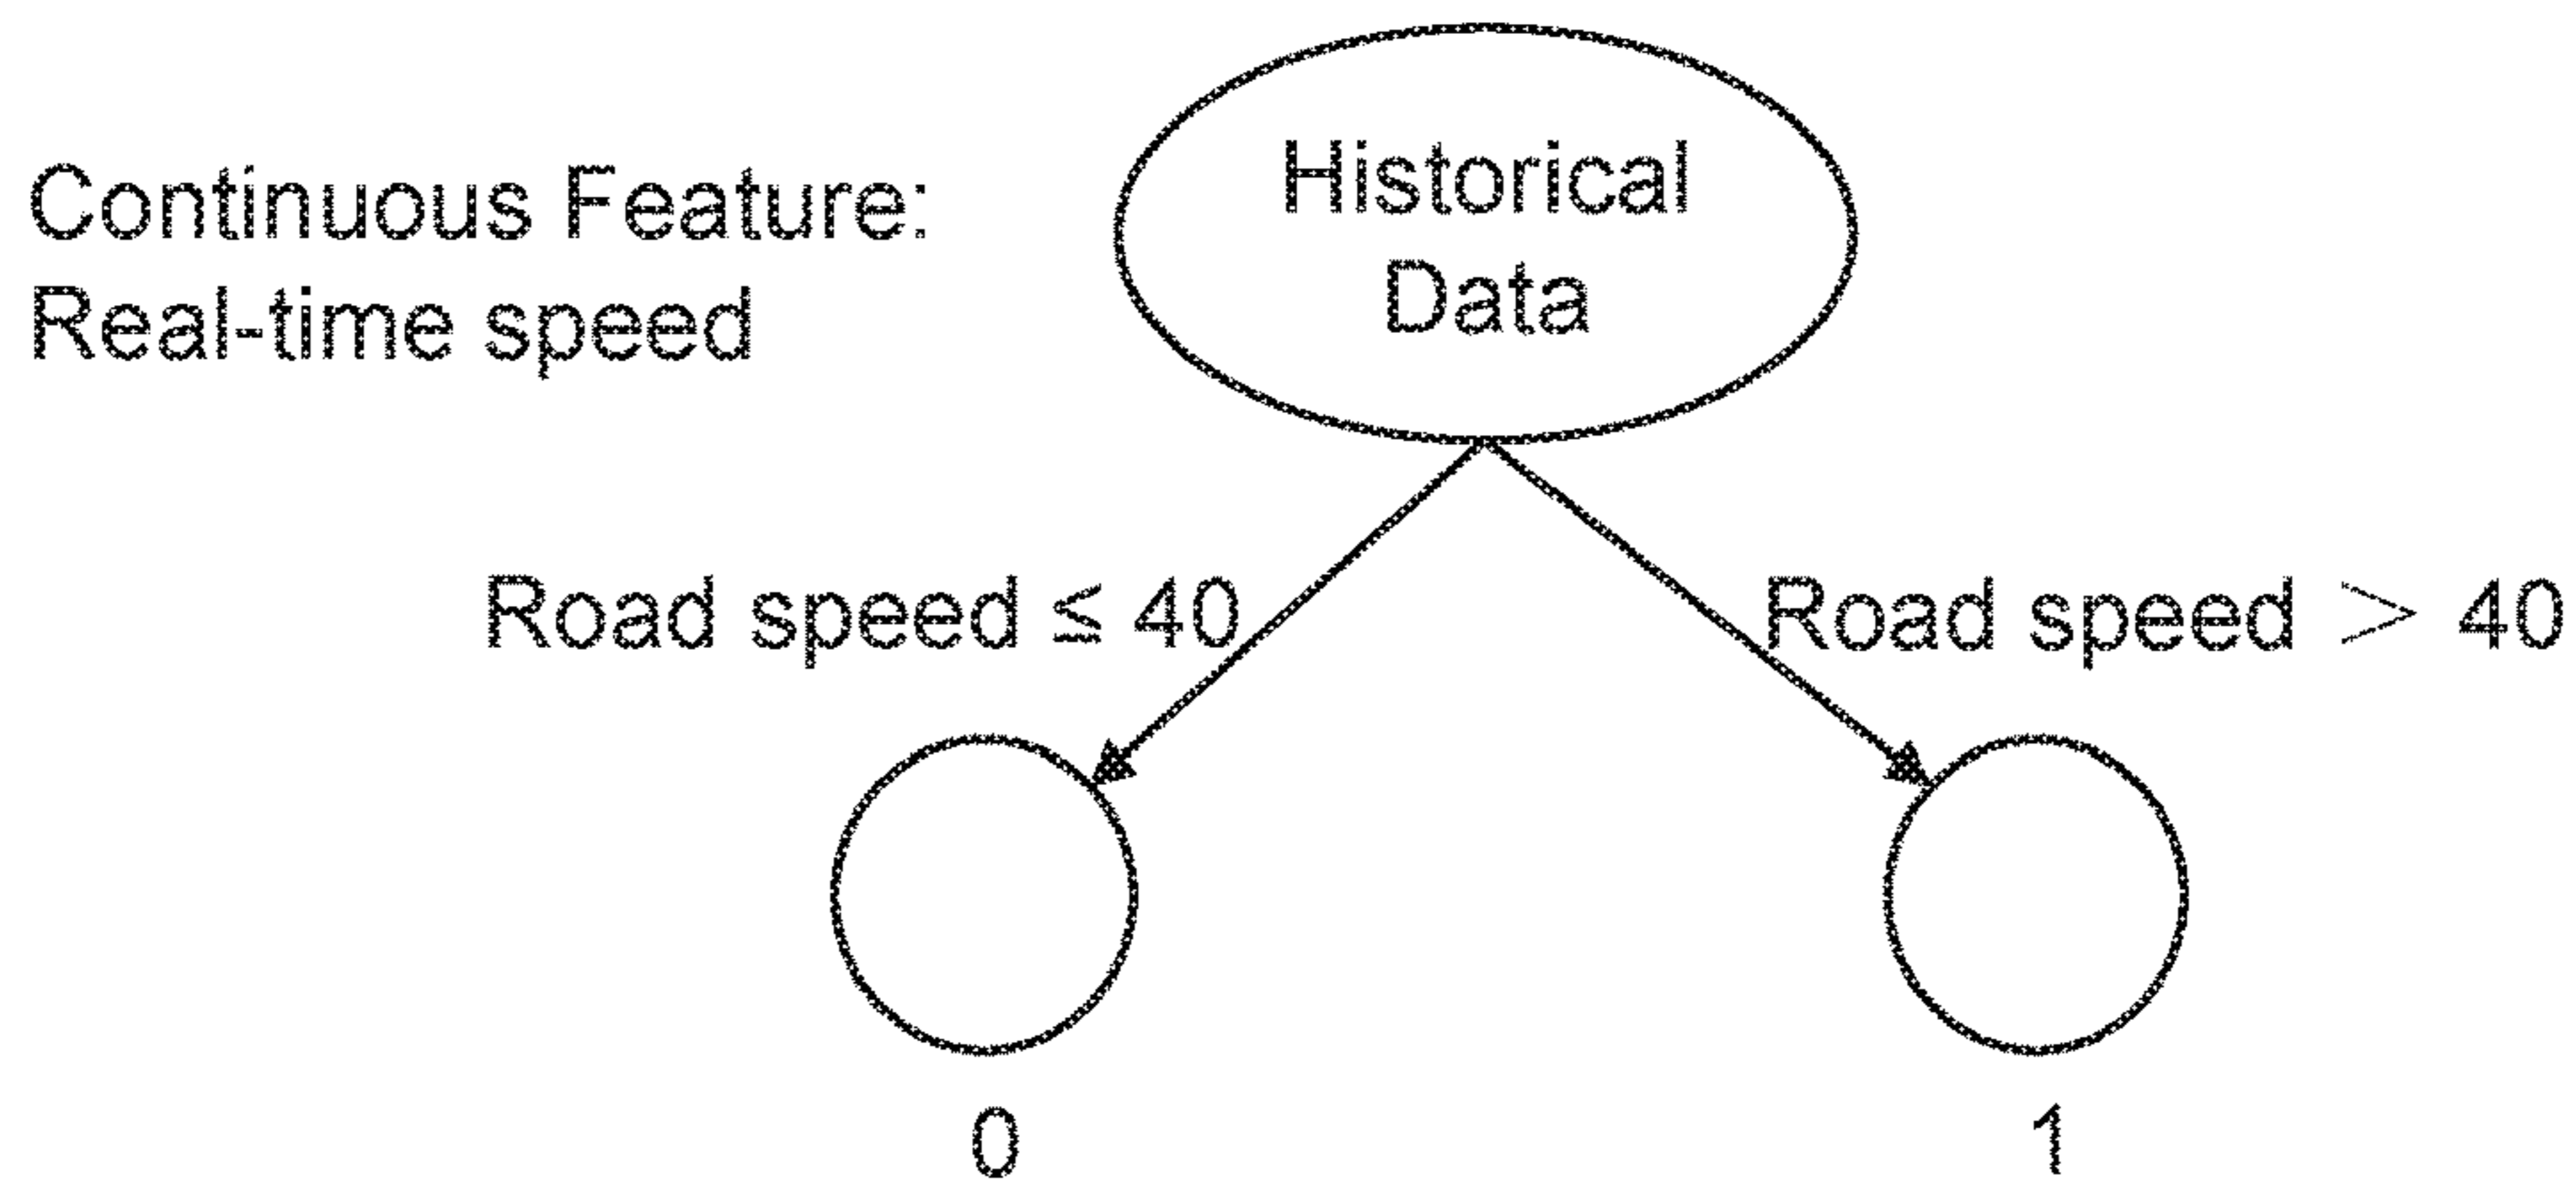 Continuous Feature:
Real-time speed
Historical
Data
Road speed ≤ 40
Road speed > 40
0
1